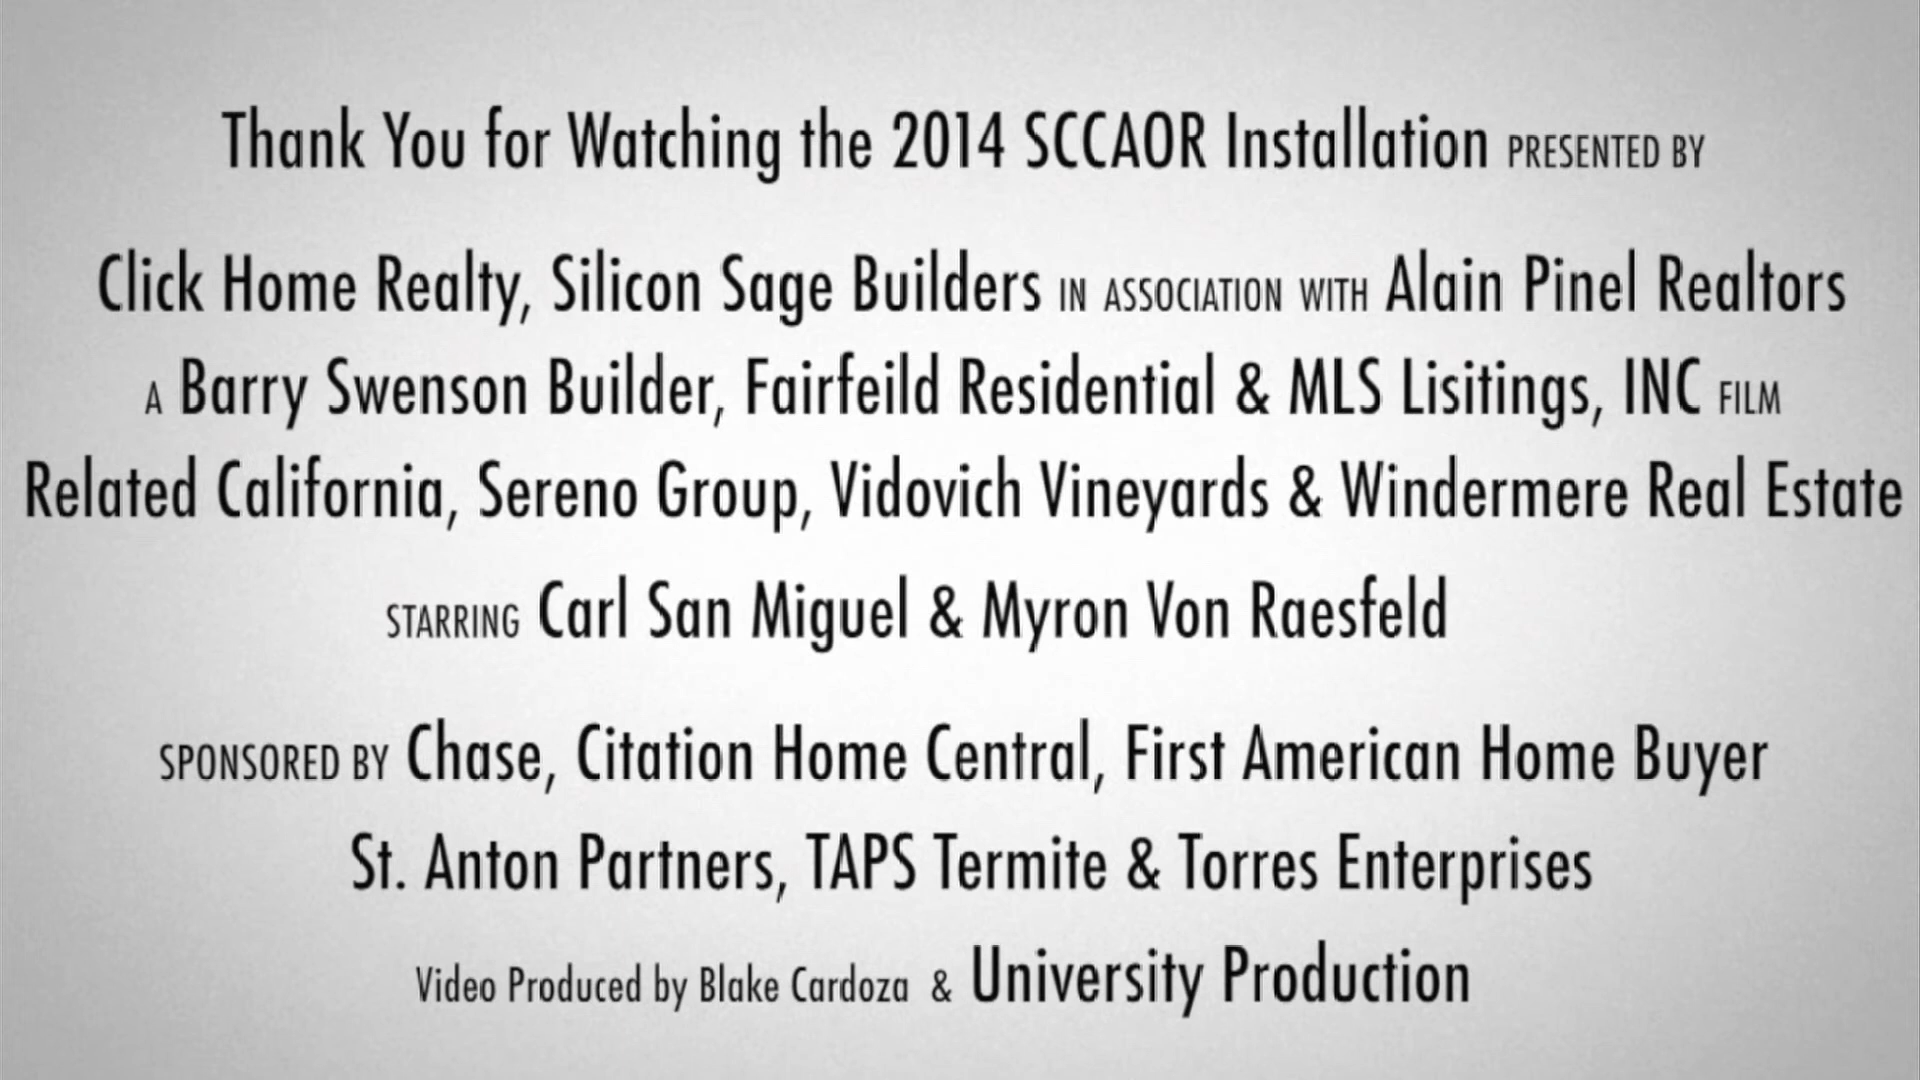 Thank You for Watching the 2014 SCCAOR Installation PRESENTED BY
Click Home Realty, Silicon Sage Builders IN ASSOCIATION WITH Alain Pinel Realtors
A Barry Swenson Builder, Fairfeild Residential & MLS Lisitings, INC FILM
Related California, Sereno Group, Vidovich Vineyards & Windermere Real Estate
STARRING Carl San Miguel & Myron Von Raesfeld
SPONSORED BY Chase, Citation Home Central, First American Home Buyer
St. Anton Partners, TAPS Termite & Torres Enterprises
Video Produced by Blake Cardoza & University Production